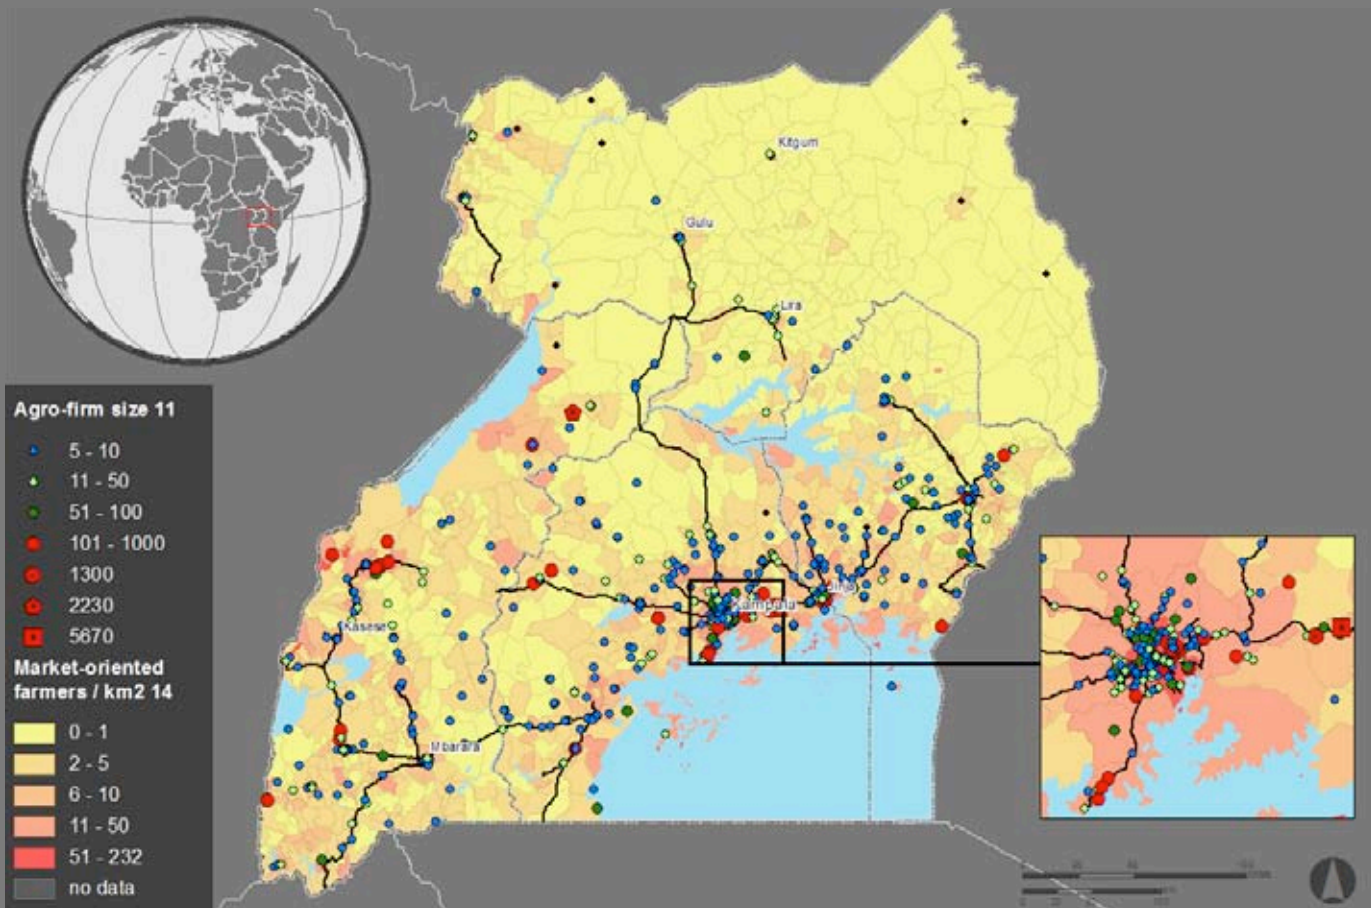 Kitgum
Gulu
Lira
Agro-firm size 11
5 - 10
11 - 50
51 - 100
101 - 1000
1300
2230
5670
Jinja
Kampala
Kasese
Market-oriented
farmers / km2 14
Mbarara
0 - 1
2 - 5
6 - 10
11 - 50
51 - 232
no data